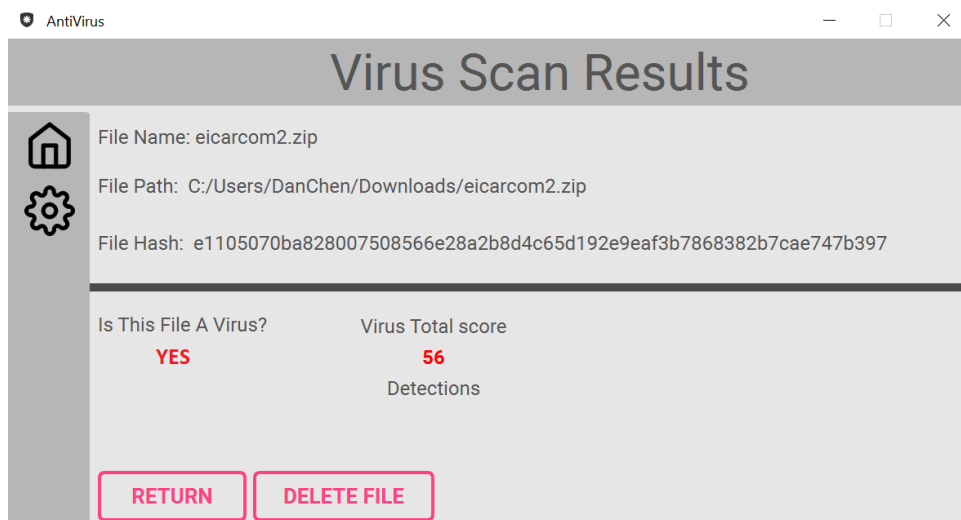 AntiVirus
Virus Scan Results
File Name: eicarcom2.zip
File Path: C:/Users/DanChen/Downloads/eicarcom2.zip
File Hash: e1105070ba828007508566e28a2b8d4c65d192e9eaf3b7868382b7cae747b397
Is This File A Virus?
YES
Virus Total score
56
Detections
RETURN
DELETE FILE